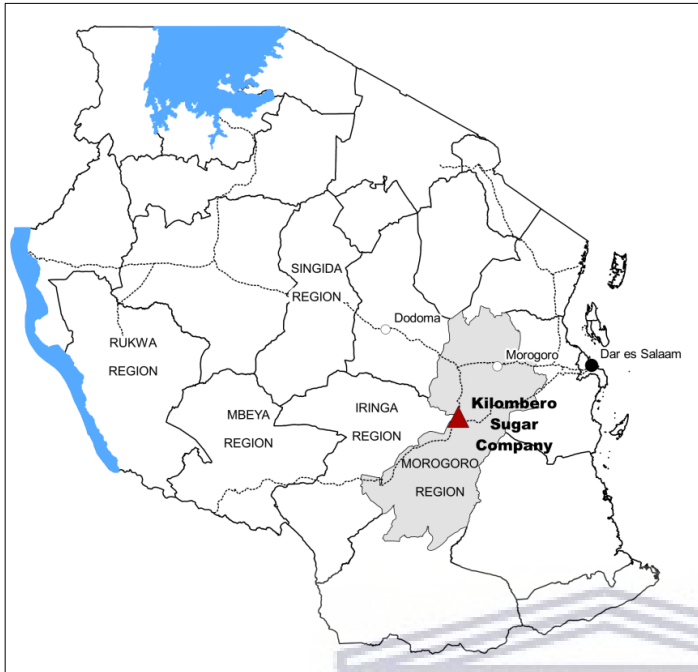 SINGIDA
REGION
Dodoma
RUKWA
REGION
Morogoro
Dar es Salaam
MBEYA
REGION
IRINGA
REGION
Kilombero
Sugar
Company
MOROGORO
REGION